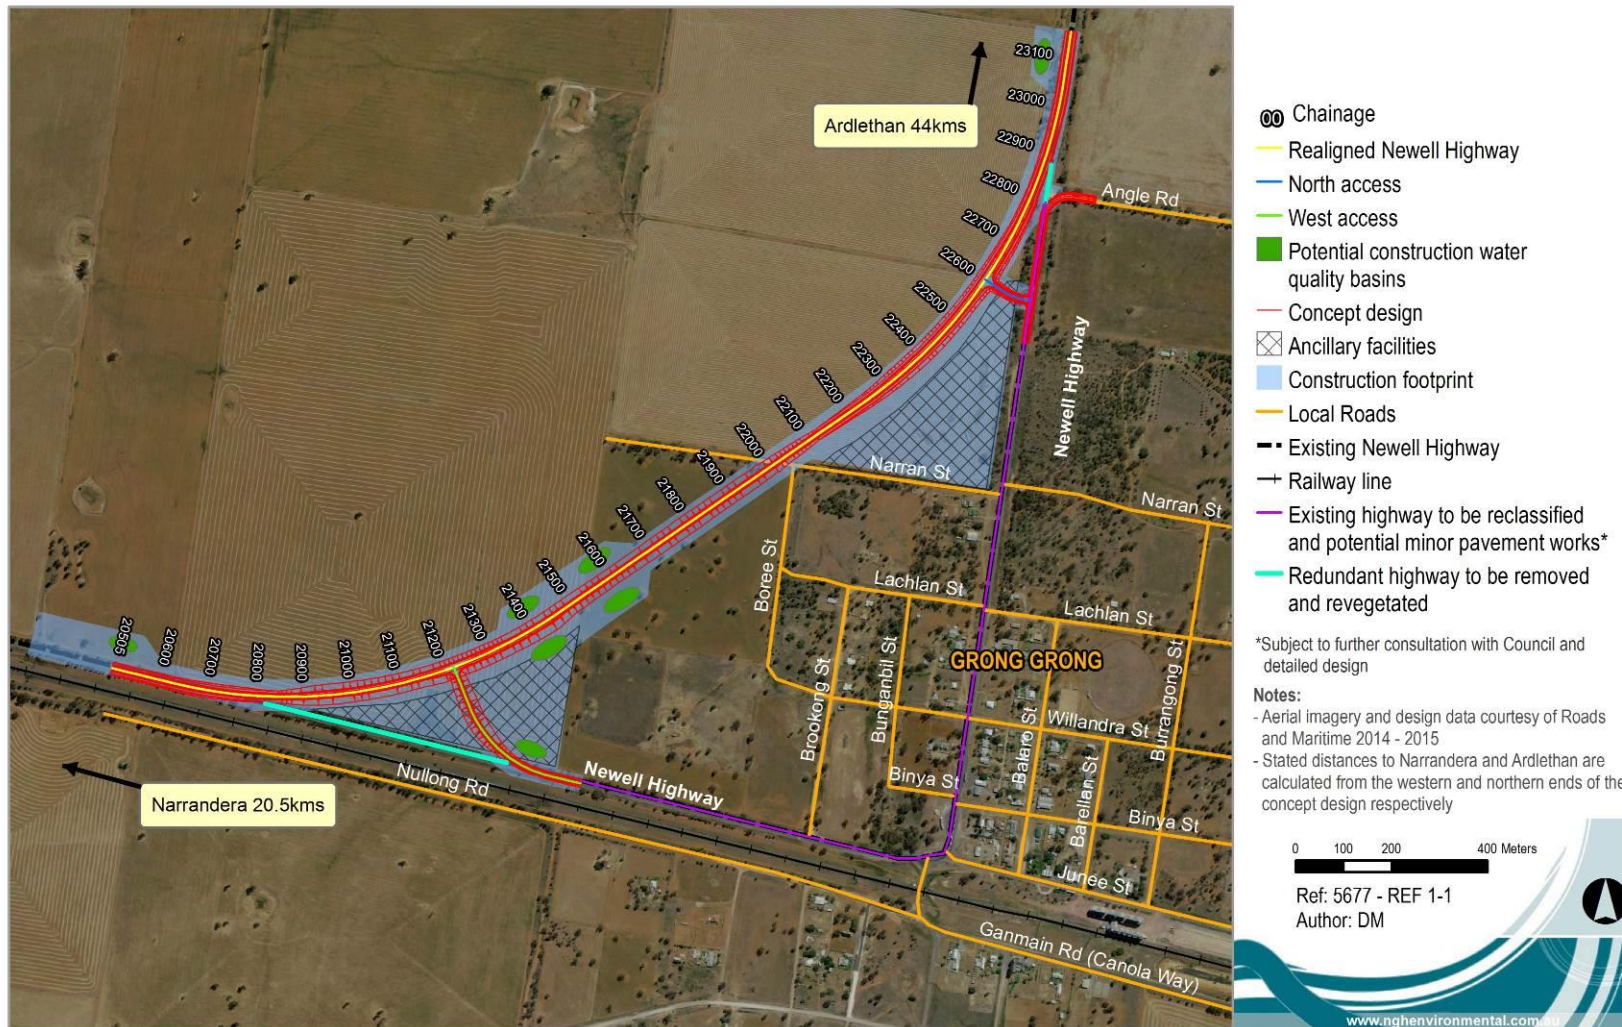 23100
23000
22900
22800
22700
22600
22500
22400
22300
22200
22100
22000
21900
21800
21700
21600
21500
21400
21300
21200
21100
21000
20900
20800
20700
20600
20505
Ardlethan 44kms
Angle Rd
Newell Highway
Narran St
Narran St
Boree St
Lachlan St
Lachlan St
GRONG GRONG
Brookong St
Bunganbil St
Burrangong St
Willandra St
Bakaro St
Barellan St
Binya St
Binya St
Junee St
Newell Highway
Nullong Rd
Narrandera 20.5kms
Ganmain Rd (Canola Way)
00 Chainage
Realigned Newell Highway
North access
West access
Potential construction water
quality basins
Concept design
Ancillary facilities
Construction footprint
Local Roads
Existing Newell Highway
Railway line
Existing highway to be reclassified
and potential minor pavement works*
Redundant highway to be removed
and revegetated
*Subject to further consultation with Council and
detailed design
Notes:
- Aerial imagery and design data courtesy of Roads
and Maritime 2014 - 2015
- Stated distances to Narrandera and Ardlethan are
calculated from the western and northern ends of the
concept design respectively
0 100 200 400 Meters
Ref: 5677 - REF 1-1
Author: DM
www.nghenvironmental.com.au